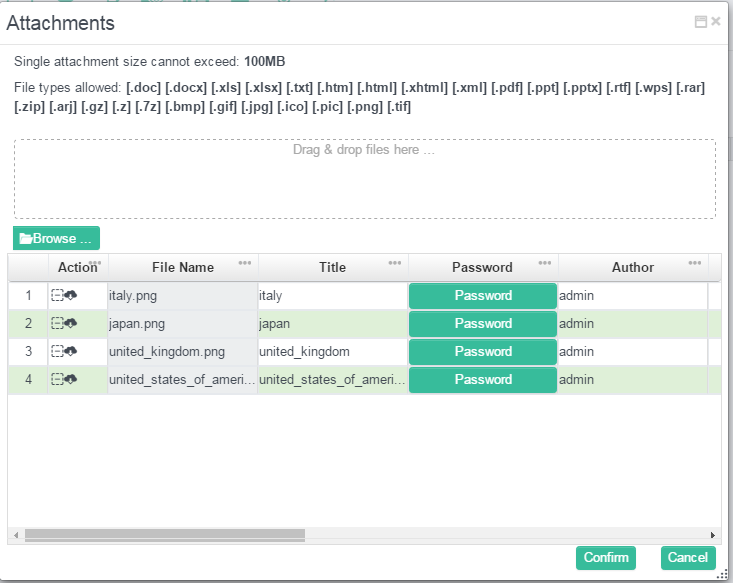 Attachments
Single attachment size cannot exceed: 100MB
File types allowed: [.doc] [.docx] [.xls] [.xlsx] [.txt] [.htm] [.html] [.xhtml] [.xml] [.pdf] [.ppt] [.pptx] [.rtf] [.wps] [.rar]
[.zip] [.arj] [.gz] [.z] [.7z] [.bmp] [.gif] [.jpg] [.ico] [.pic] [.png] [.tif]
Drag & drop files here ...
Browse ...
Action File Name Title Password Author
1 italy.png italy Password admin
2 japan.png japan Password admin
3 united_kingdom.png united_kingdom Password admin
4 united_states_of_ameri... united_states_of_ameri... Password admin
Confirm Cancel